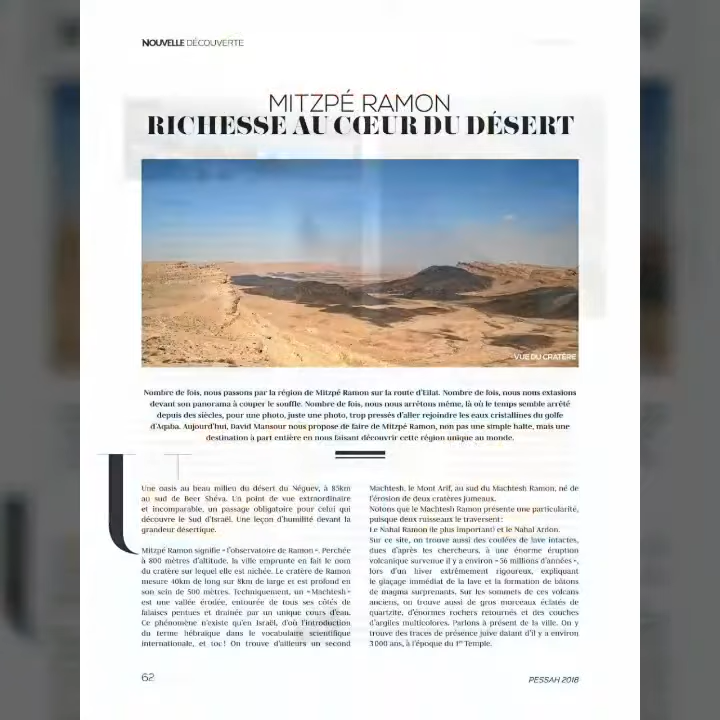 NOUVELLE DÉCOUVERTE
MITZPÉ RAMON
RICHESSE AU CŒUR DU DÉSERT
VUE DU CRATÈRE
Nombre de fois, nous passons par la région de Mitzpé Ramon sur la route d'Eilat. Nombre de fois, nous nous extasions
devant son panorama à couper le souffle. Nombre de fois, nous nous arrêtons même, là où le temps semble arrêté
depuis des siècles, pour une photo, juste une photo, trop pressés d'aller rejoindre les eaux cristallines du golfe
d'Aqaba. Aujourd'hui, David Mansour nous propose de faire de Mitzpé Ramon, non pas une simple halte, mais une
destination à part entière en nous faisant découvrir cette région unique au monde.
U
Une oasis au beau milieu du désert du Néguev, à 85km
au sud de Beer Shéva. Un point de vue extraordinaire
et incomparable, un passage obligatoire pour celui qui
découvre le Sud d'Israël. Une leçon d'humilité devant la
grandeur désertique.
Mitzpé Ramon signifie « l'observatoire de Ramon ». Perchée
à 800 mètres d'altitude, la ville emprunte en fait le nom
du cratère sur lequel elle est nichée. Le cratère de Ramon
mesure 40km de long sur 8km de large et est profond en
son sein de 500 mètres. Techniquement, un « Machtesh »
est une vallée érodée, entourée de tous ses côtés de
falaises pentues et drainée par un unique cours d'eau.
Ce phénomène n'existe qu'en Israël, d'où l'introduction
du terme hébraïque dans le vocabulaire scientifique
international, et toc ! On trouve d'ailleurs un second
Machtesh, le Mont Arif, au sud du Machtesh Ramon, né de
l'érosion de deux cratères jumeaux.
Notons que le Machtesh Ramon présente une particularité,
puisque deux ruisseaux le traversent :
Le Nahal Ramon (le plus important) et le Nahal Ardon.
Sur ce site, on trouve aussi des coulées de lave intactes,
dues d'après les chercheurs, à une énorme éruption
volcanique survenue il y a environ « 56 millions d'années »,
lors d'un hiver extrêmement rigoureux, expliquant
le glaçage immédiat de la lave et la formation de bâtons
de magma surprenants. Sur les sommets de ces volcans
anciens, on trouve aussi de gros morceaux éclatés de
quartzite, d'énormes rochers retournés et des couches
d'argiles multicolores. Parlons à présent de la ville. On y
trouve des traces de présence juive datant d'il y a environ
3000 ans, à l'époque du 1er Temple.
62
PESSAH 2018